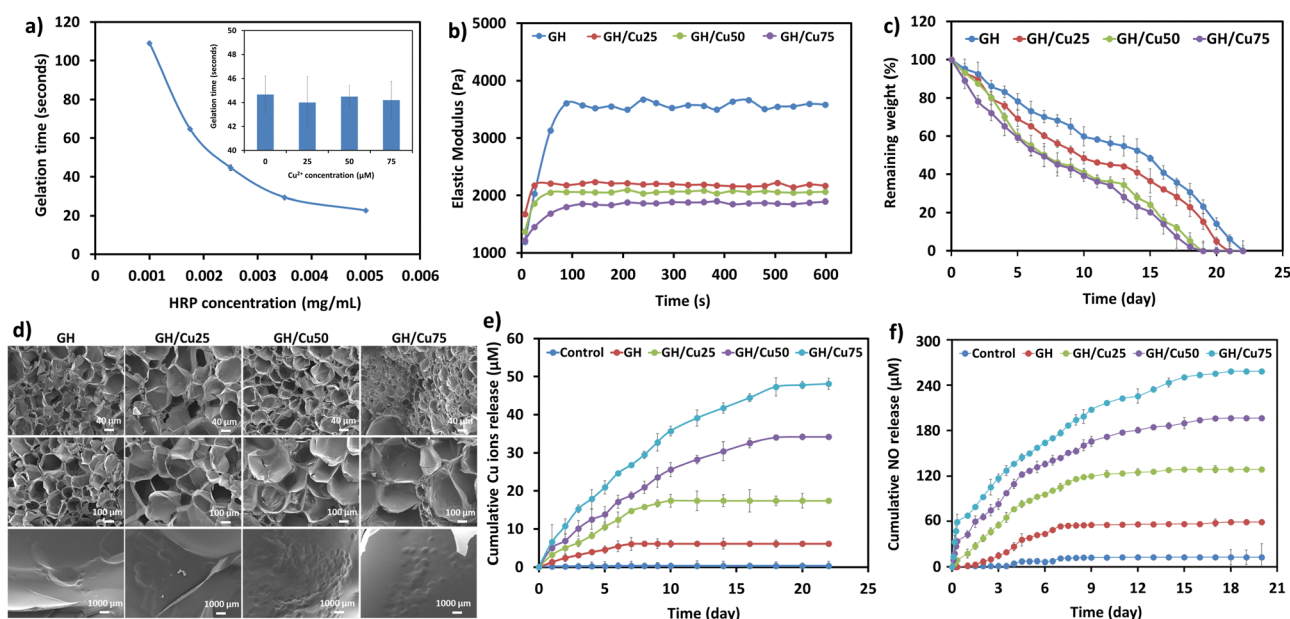 a)
120
100
80
60
40
20
0
Gelation time (seconds)
0
0.001
0.002
0.003
0.004
0.005
0.006
HRP concentration (mg/mL)
50
48
46
44
42
40
Gelation time (seconds)
0
25
50
75
Cu2+ concentration (µM)
b)
5000
4000
3000
2000
1000
Elastic Modulus (Pa)
GH GH/Cu25 GH/Cu50 GH/Cu75
0
100
200
300
400
500
600
700
Time (s)
c)
120
100
80
60
40
20
0
Remaining weight (%)
GH GH/Cu25 GH/Cu50 GH/Cu75
0
5
10
15
20
25
Time (day)
d)
GH GH/Cu25 GH/Cu50 GH/Cu75
40 µm 40 µm 40 µm 40 µm
100 µm 100 µm 100 µm 100 µm
1000 µm 1000 µm 1000 µm 1000 µm
e)
60
50
40
30
20
10
0
Cumulative Cu ions release (µM)
Control GH GH/Cu25 GH/Cu50 GH/Cu75
0
5
10
15
20
25
Time (day)
f)
300
240
180
120
60
0
Cumulative NO release (µM)
Control GH GH/Cu25 GH/Cu50 GH/Cu75
0
3
6
9
12
15
18
21
Time (day)